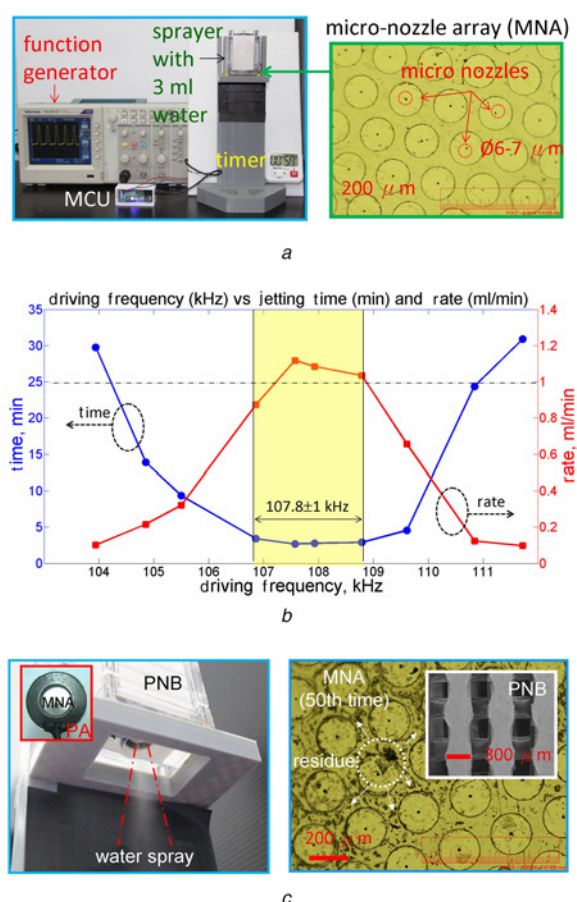 function
generator
sprayer
with
3 ml
water
timer
MCU
micro-nozzle array (MNA)
micro nozzles
Ø6-7 μm
200 μm
a
driving frequency (kHz) vs jetting time (min) and rate (ml/min)
35
30
25
20
15
10
5
0
time, min
1.4
1.2
1
0.8
0.6
0.4
0.2
0
rate, ml/min
time
rate
107.8±1 kHz
104 105 106 107 108 109 110 111
driving frequency, kHz
b
MNA
PA
PNB
water spray
MNA
(50th time)
residue
PNB
300 μm
200 μm
c